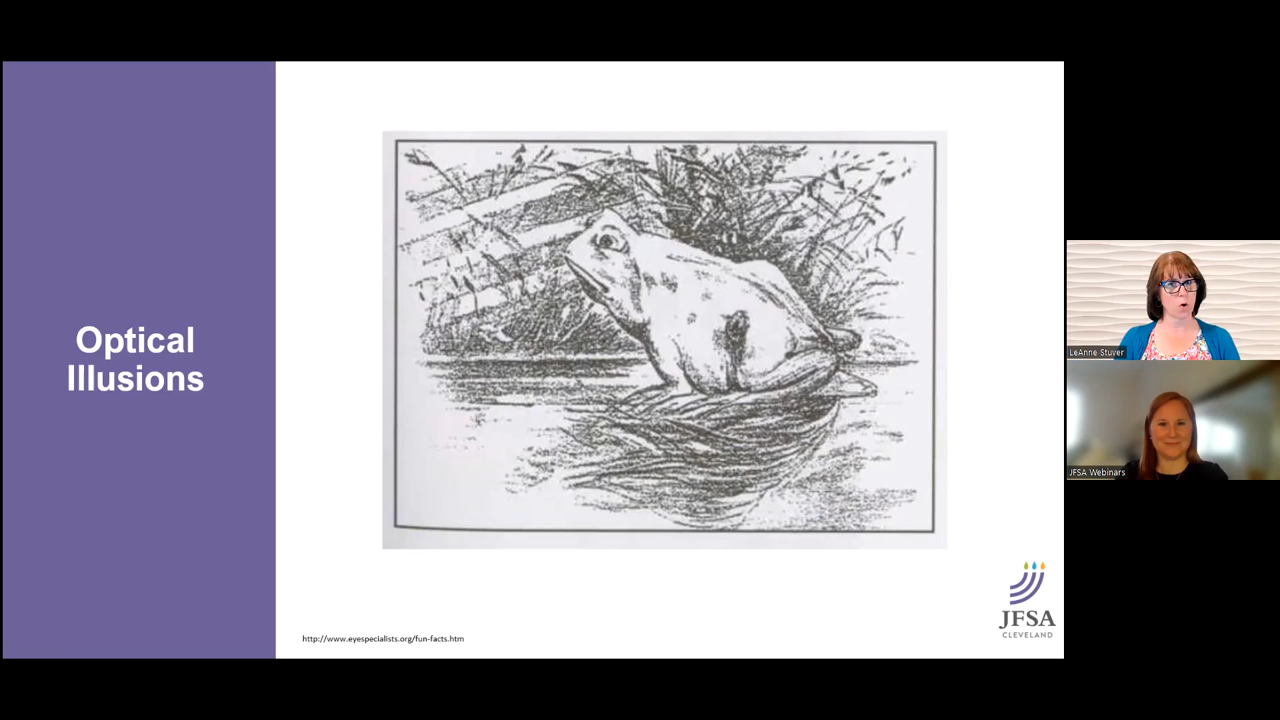 Optical
Illusions
http://www.eyespecialists.org/fun-facts.htm
JFSA
CLEVELAND
LeAnne Stuver
JFSA Webinars